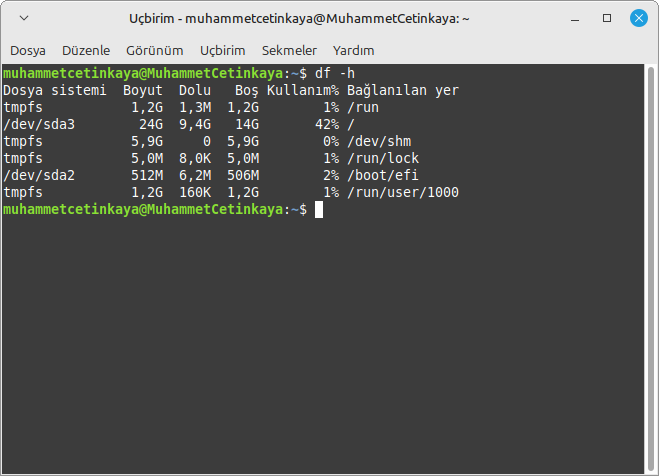 Uçbirim - muhammetcetinkaya@MuhammetCetinkaya: ~
Dosya Düzenle Görünüm Uçbirim Sekmeler Yardım
muhammetcetinkaya@MuhammetCetinkaya:~$ df -h
Dosya sistemi  Boyut  Dolu   Boş Kullanım% Bağlanılan yer
tmpfs           1,2G  1,3M  1,2G        1% /run
/dev/sda3        24G  9,4G   14G       42% /
tmpfs           5,9G     0  5,9G        0% /dev/shm
tmpfs           5,0M  8,0K  5,0M        1% /run/lock
/dev/sda2       512M  6,2M  506M        2% /boot/efi
tmpfs           1,2G  160K  1,2G        1% /run/user/1000
muhammetcetinkaya@MuhammetCetinkaya:~$